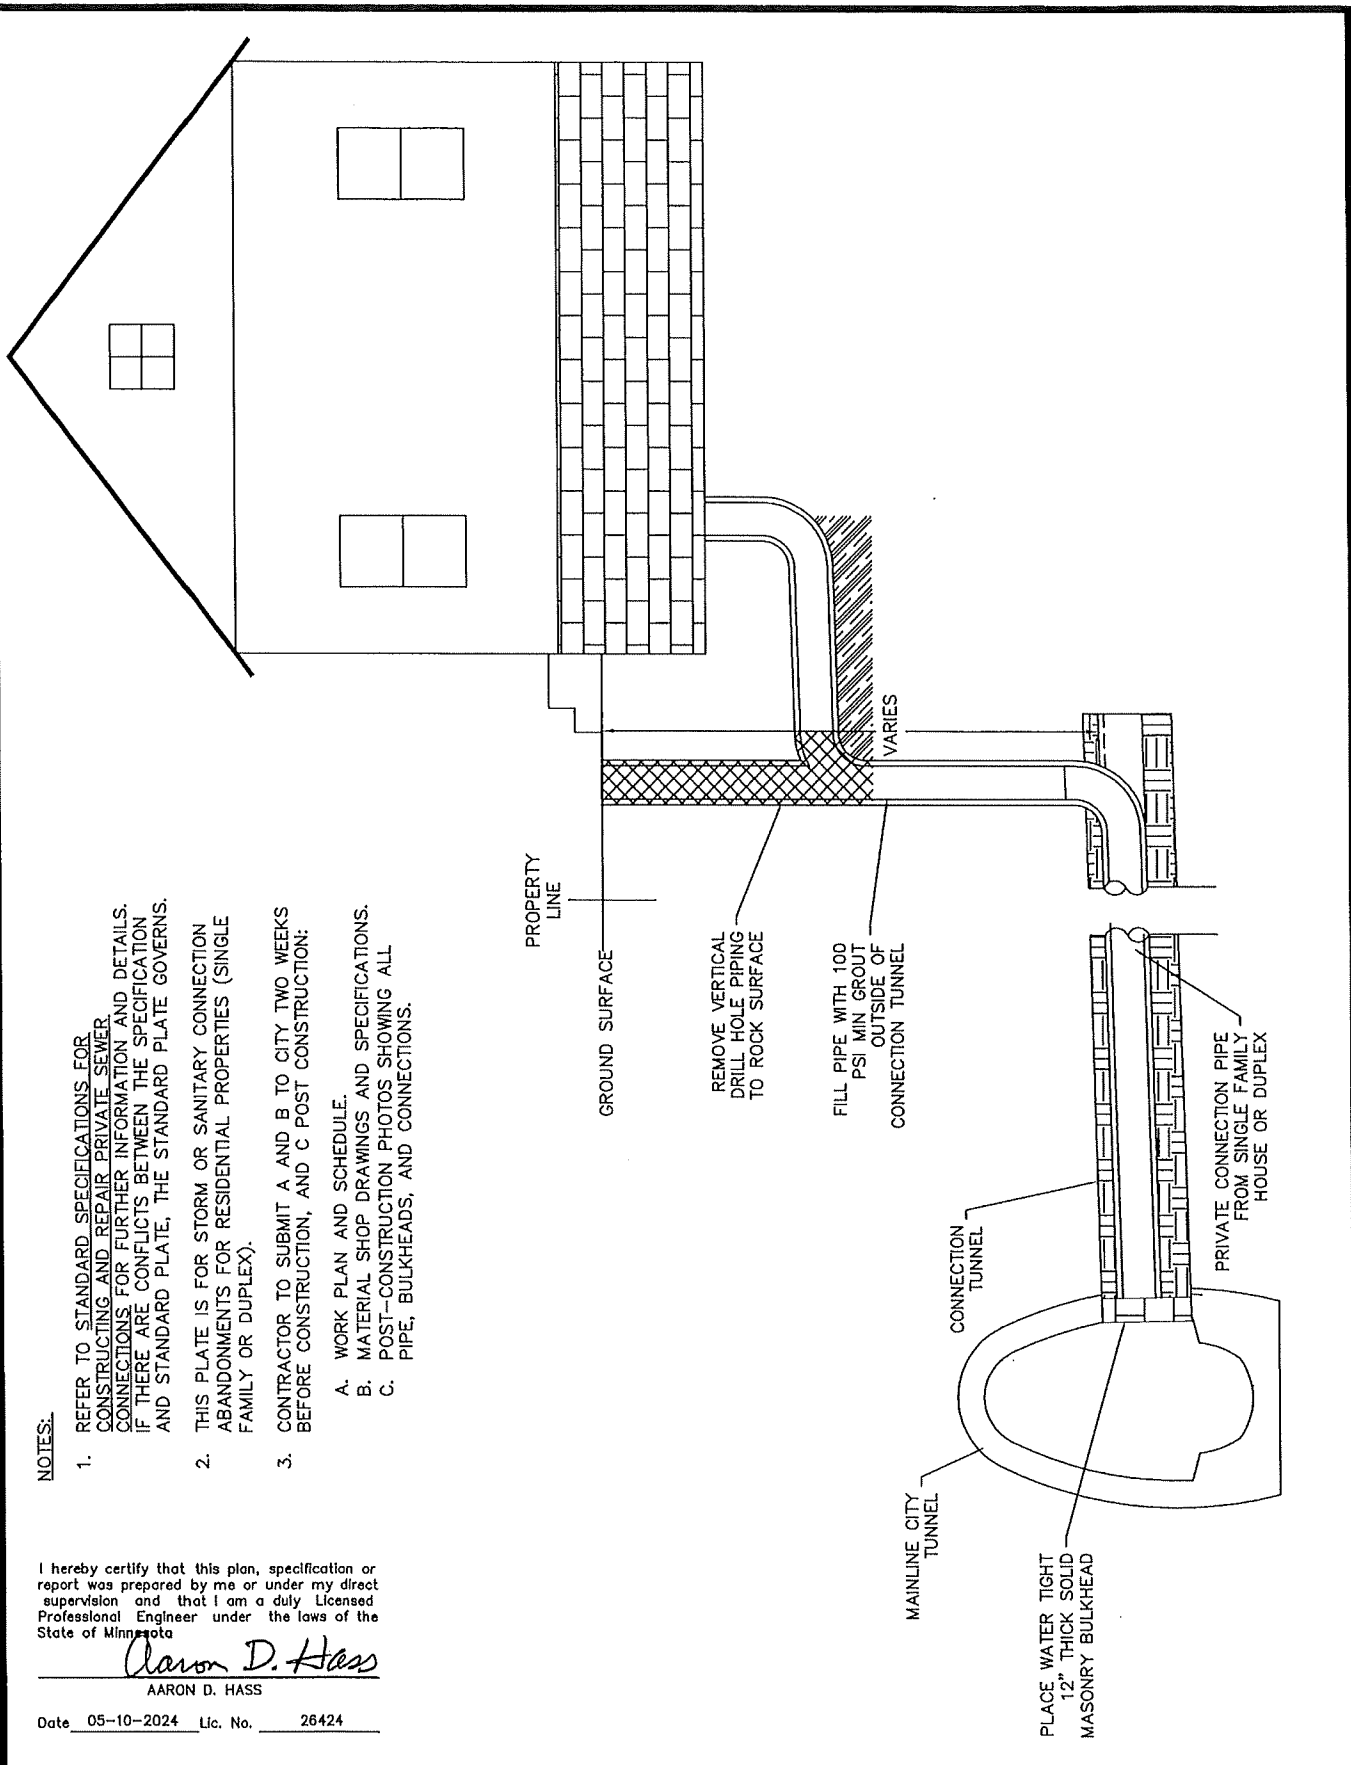 NOTES:
1. REFER TO STANDARD SPECIFICATIONS FOR
CONSTRUCTING AND REPAIR PRIVATE SEWER
CONNECTIONS FOR FURTHER INFORMATION AND DETAILS.
IF THERE ARE CONFLICTS BETWEEN THE SPECIFICATION
AND STANDARD PLATE, THE STANDARD PLATE GOVERNS.
2. THIS PLATE IS FOR STORM OR SANITARY CONNECTION
ABANDONMENTS FOR RESIDENTIAL PROPERTIES (SINGLE
FAMILY OR DUPLEX).
3. CONTRACTOR TO SUBMIT A AND B TO CITY TWO WEEKS
BEFORE CONSTRUCTION, AND C POST CONSTRUCTION:
A. WORK PLAN AND SCHEDULE.
B. MATERIAL SHOP DRAWINGS AND SPECIFICATIONS.
C. POST-CONSTRUCTION PHOTOS SHOWING ALL
PIPE, BULKHEADS, AND CONNECTIONS.
PROPERTY
LINE
GROUND SURFACE
REMOVE VERTICAL
DRILL HOLE PIPING
TO ROCK SURFACE
FILL PIPE WITH 100
PSI MIN GROUT
OUTSIDE OF
CONNECTION TUNNEL
VARIES
CONNECTION
TUNNEL
MAINLINE CITY
TUNNEL
PLACE WATER TIGHT
12" THICK SOLID
MASONRY BULKHEAD
PRIVATE CONNECTION PIPE
FROM SINGLE FAMILY
HOUSE OR DUPLEX
I hereby certify that this plan, specification or
report was prepared by me or under my direct
supervision and that I am a duly Licensed
Professional Engineer under the laws of the
State of Minnesota
Aaron D. Hass
AARON D. HASS
Date 05-10-2024 Lic. No. 26424